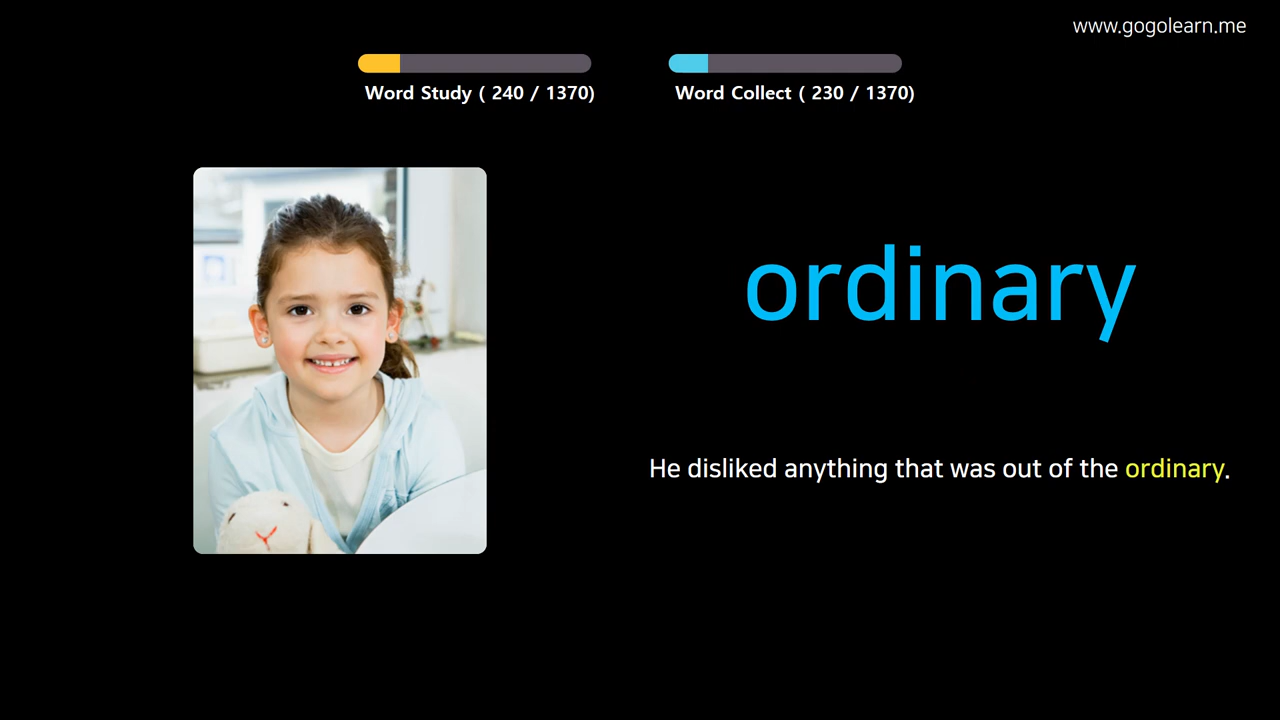 www.gogolearn.me
Word Study ( 240 / 1370)
Word Collect ( 230 / 1370)
ordinary
He disliked anything that was out of the ordinary.